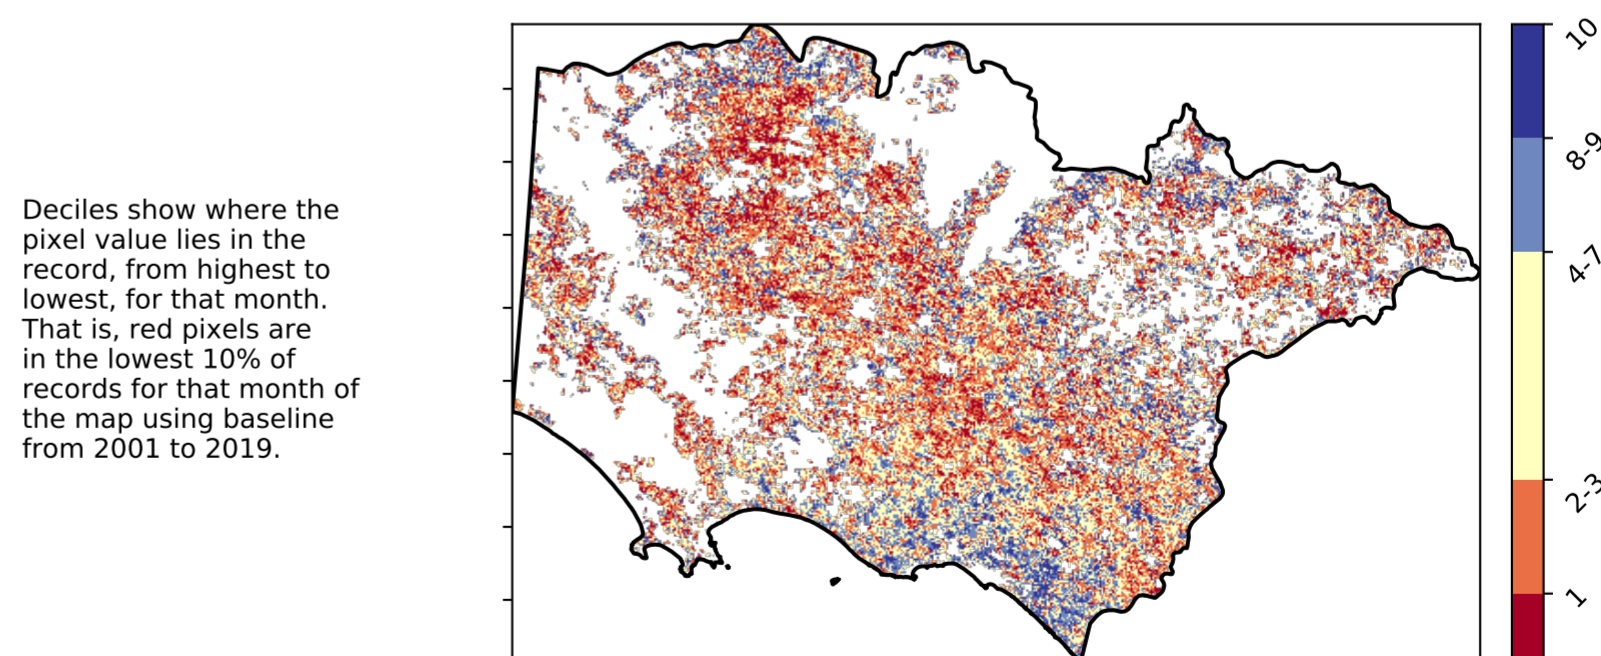 Deciles show where the
pixel value lies in the
record, from highest to
lowest, for that month.
That is, red pixels are
in the lowest 10% of
records for that month of
the map using baseline
from 2001 to 2019.
10
8-9
4-7
2-3
1